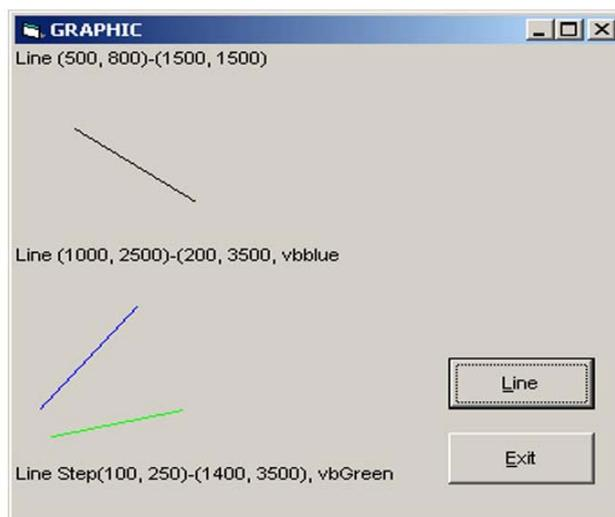 GRAPHIC
Line (500, 800)-(1500, 1500)
Line (1000, 2500)-(200, 3500, vbblue
Line
Exit
Line Step(100, 250)-(1400, 3500), vbGreen